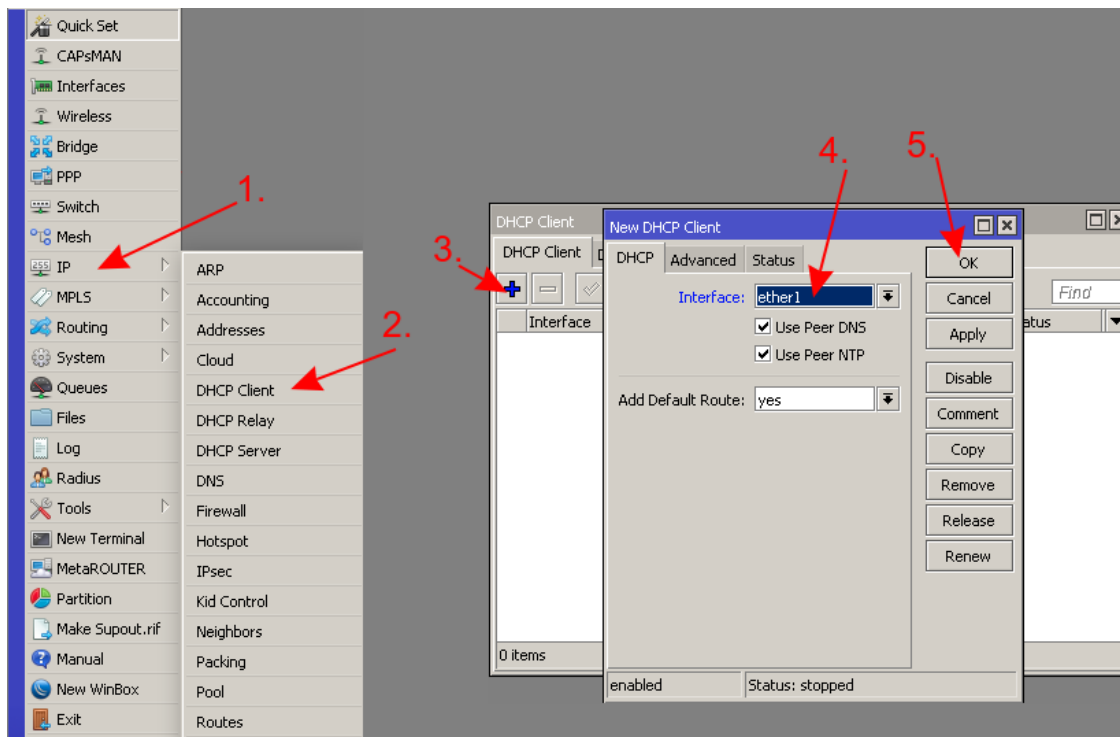 Quick Set
CAPsMAN
Interfaces
Wireless
Bridge
PPP
Switch
Mesh
255
IP
MPLS
Routing
System
Queues
Files
Log
Radius
Tools
New Terminal
MetaROUTER
Partition
Make Supout.rif
Manual
New WinBox
Exit
1.
ARP
Accounting
Addresses
Cloud
DHCP Client
DHCP Relay
DHCP Server
DNS
Firewall
Hotspot
IPsec
Kid Control
Neighbors
Packing
Pool
Routes
2.
3.
DHCP Client
DHCP Client
Find
Interface
atus
0 items
4.
5.
New DHCP Client
DHCP Advanced Status
Interface: ether1
Use Peer DNS
Use Peer NTP
Add Default Route: yes
OK
Cancel
Apply
Disable
Comment
Copy
Remove
Release
Renew
enabled
Status: stopped